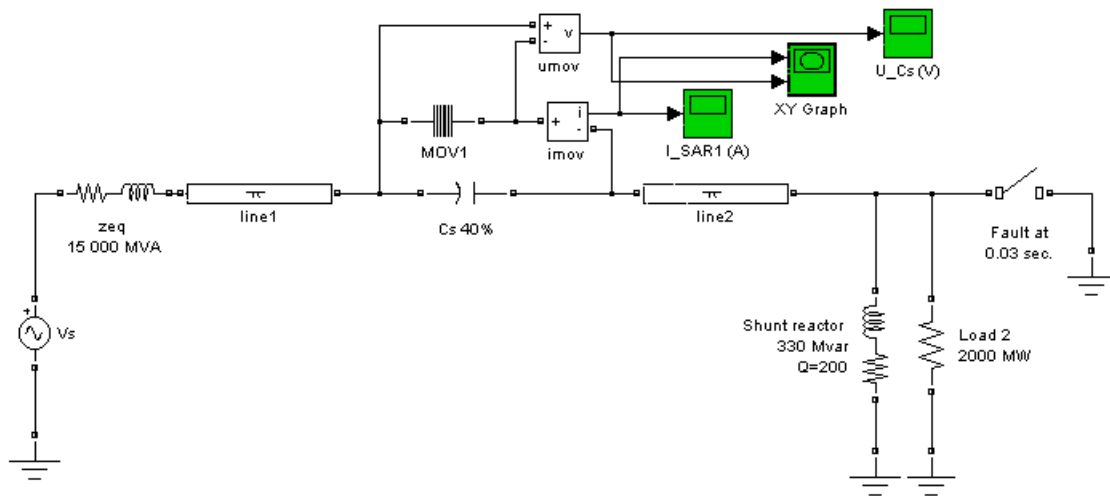 +
-
v
umov
U_Cs (V)
XY Graph
MOV1
+
i
-
imov
I_SAR1 (A)
zeq
15 000 MVA
line1
Cs 40%
line2
Fault at
0.03 sec.
+
Vs
Shunt reactor
330 Mvar
Q=200
Load 2
2000 MW